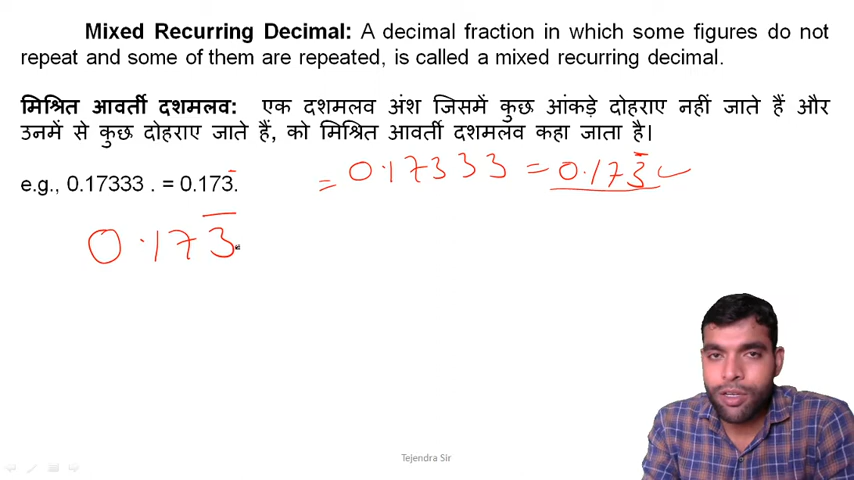 Mixed Recurring Decimal: A decimal fraction in which some figures do not
repeat and some of them are repeated, is called a mixed recurring decimal.
मिश्रित आवर्ती दशमलव: एक दशमलव अंश जिसमें कुछ आंकड़े दोहराए नहीं जाते हैं और
उनमें से कुछ दोहराए जाते हैं, को मिश्रित आवर्ती दशमलव कहा जाता है।
= 0.17333 = 0.173̅
e.g., 0.17333 . = 0.173̅.
0.173̅
Tejendra Sir